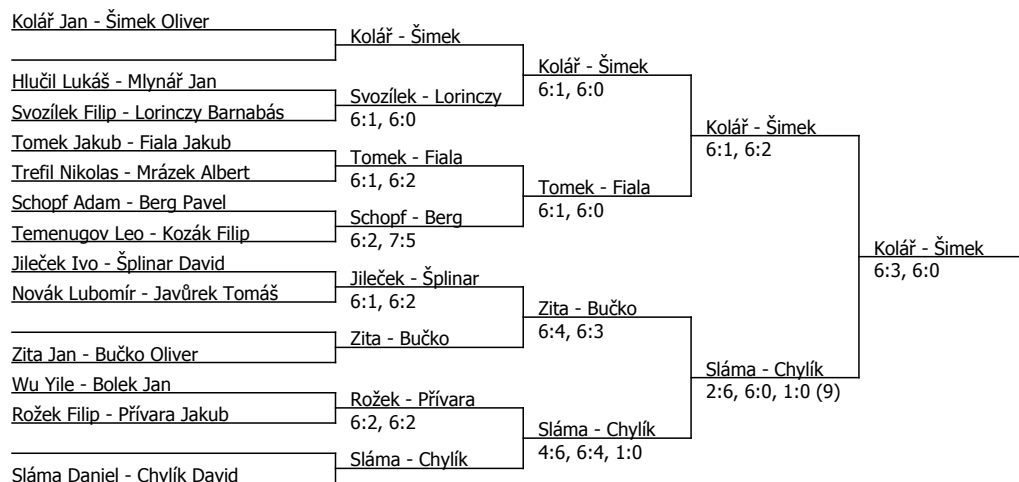 Kolář Jan - Šimek Oliver
Hlučil Lukáš - Mlynář Jan
Svozílek Filip - Lorinczy Barnabás
Tomek Jakub - Fiala Jakub
Trefil Nikolas - Mrázek Albert
Schopf Adam - Berg Pavel
Temenugov Leo - Kozák Filip
Jileček Ivo - Šplinar David
Novák Lubomír - Javůrek Tomáš
Zita Jan - Bučko Oliver
Wu Yile - Bolek Jan
Rožek Filip - Přívara Jakub
Sláma Daniel - Chylík David
Kolář - Šimek
Svozílek - Lorinczy
6:1, 6:0
Tomek - Fiala
6:1, 6:2
Schopf - Berg
6:2, 7:5
Jileček - Šplinar
6:1, 6:2
Zita - Bučko
Rožek - Přívara
6:2, 6:2
Sláma - Chylík
Kolář - Šimek
6:1, 6:0
Tomek - Fiala
6:1, 6:0
Zita - Bučko
6:4, 6:3
Sláma - Chylík
4:6, 6:4, 1:0
Kolář - Šimek
6:1, 6:2
Sláma - Chylík
2:6, 6:0, 1:0 (9)
Kolář - Šimek
6:3, 6:0